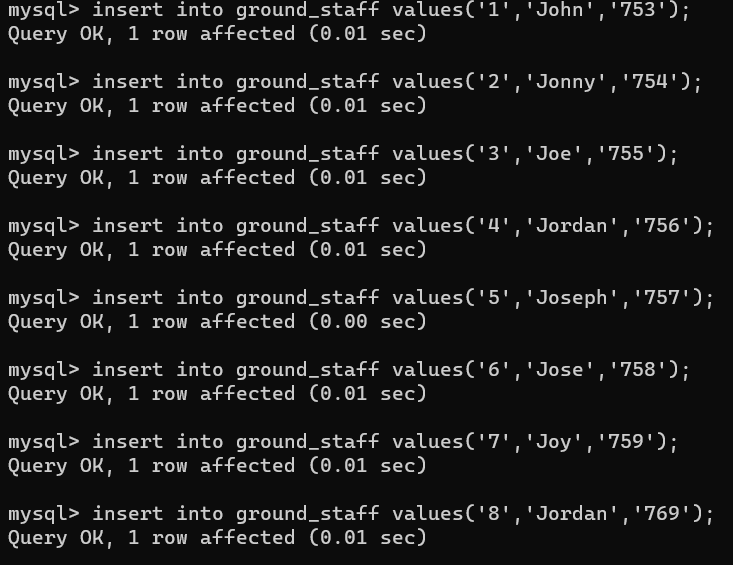 mysql> insert into ground_staff values('1','John','753');
Query OK, 1 row affected (0.01 sec)
mysql> insert into ground_staff values('2','Jonny','754');
Query OK, 1 row affected (0.01 sec)
mysql> insert into ground_staff values('3','Joe','755');
Query OK, 1 row affected (0.01 sec)
mysql> insert into ground_staff values('4','Jordan','756');
Query OK, 1 row affected (0.01 sec)
mysql> insert into ground_staff values('5','Joseph','757');
Query OK, 1 row affected (0.00 sec)
mysql> insert into ground_staff values('6','Jose','758');
Query OK, 1 row affected (0.01 sec)
mysql> insert into ground_staff values('7','Joy','759');
Query OK, 1 row affected (0.01 sec)
mysql> insert into ground_staff values('8','Jordan','769');
Query OK, 1 row affected (0.01 sec)